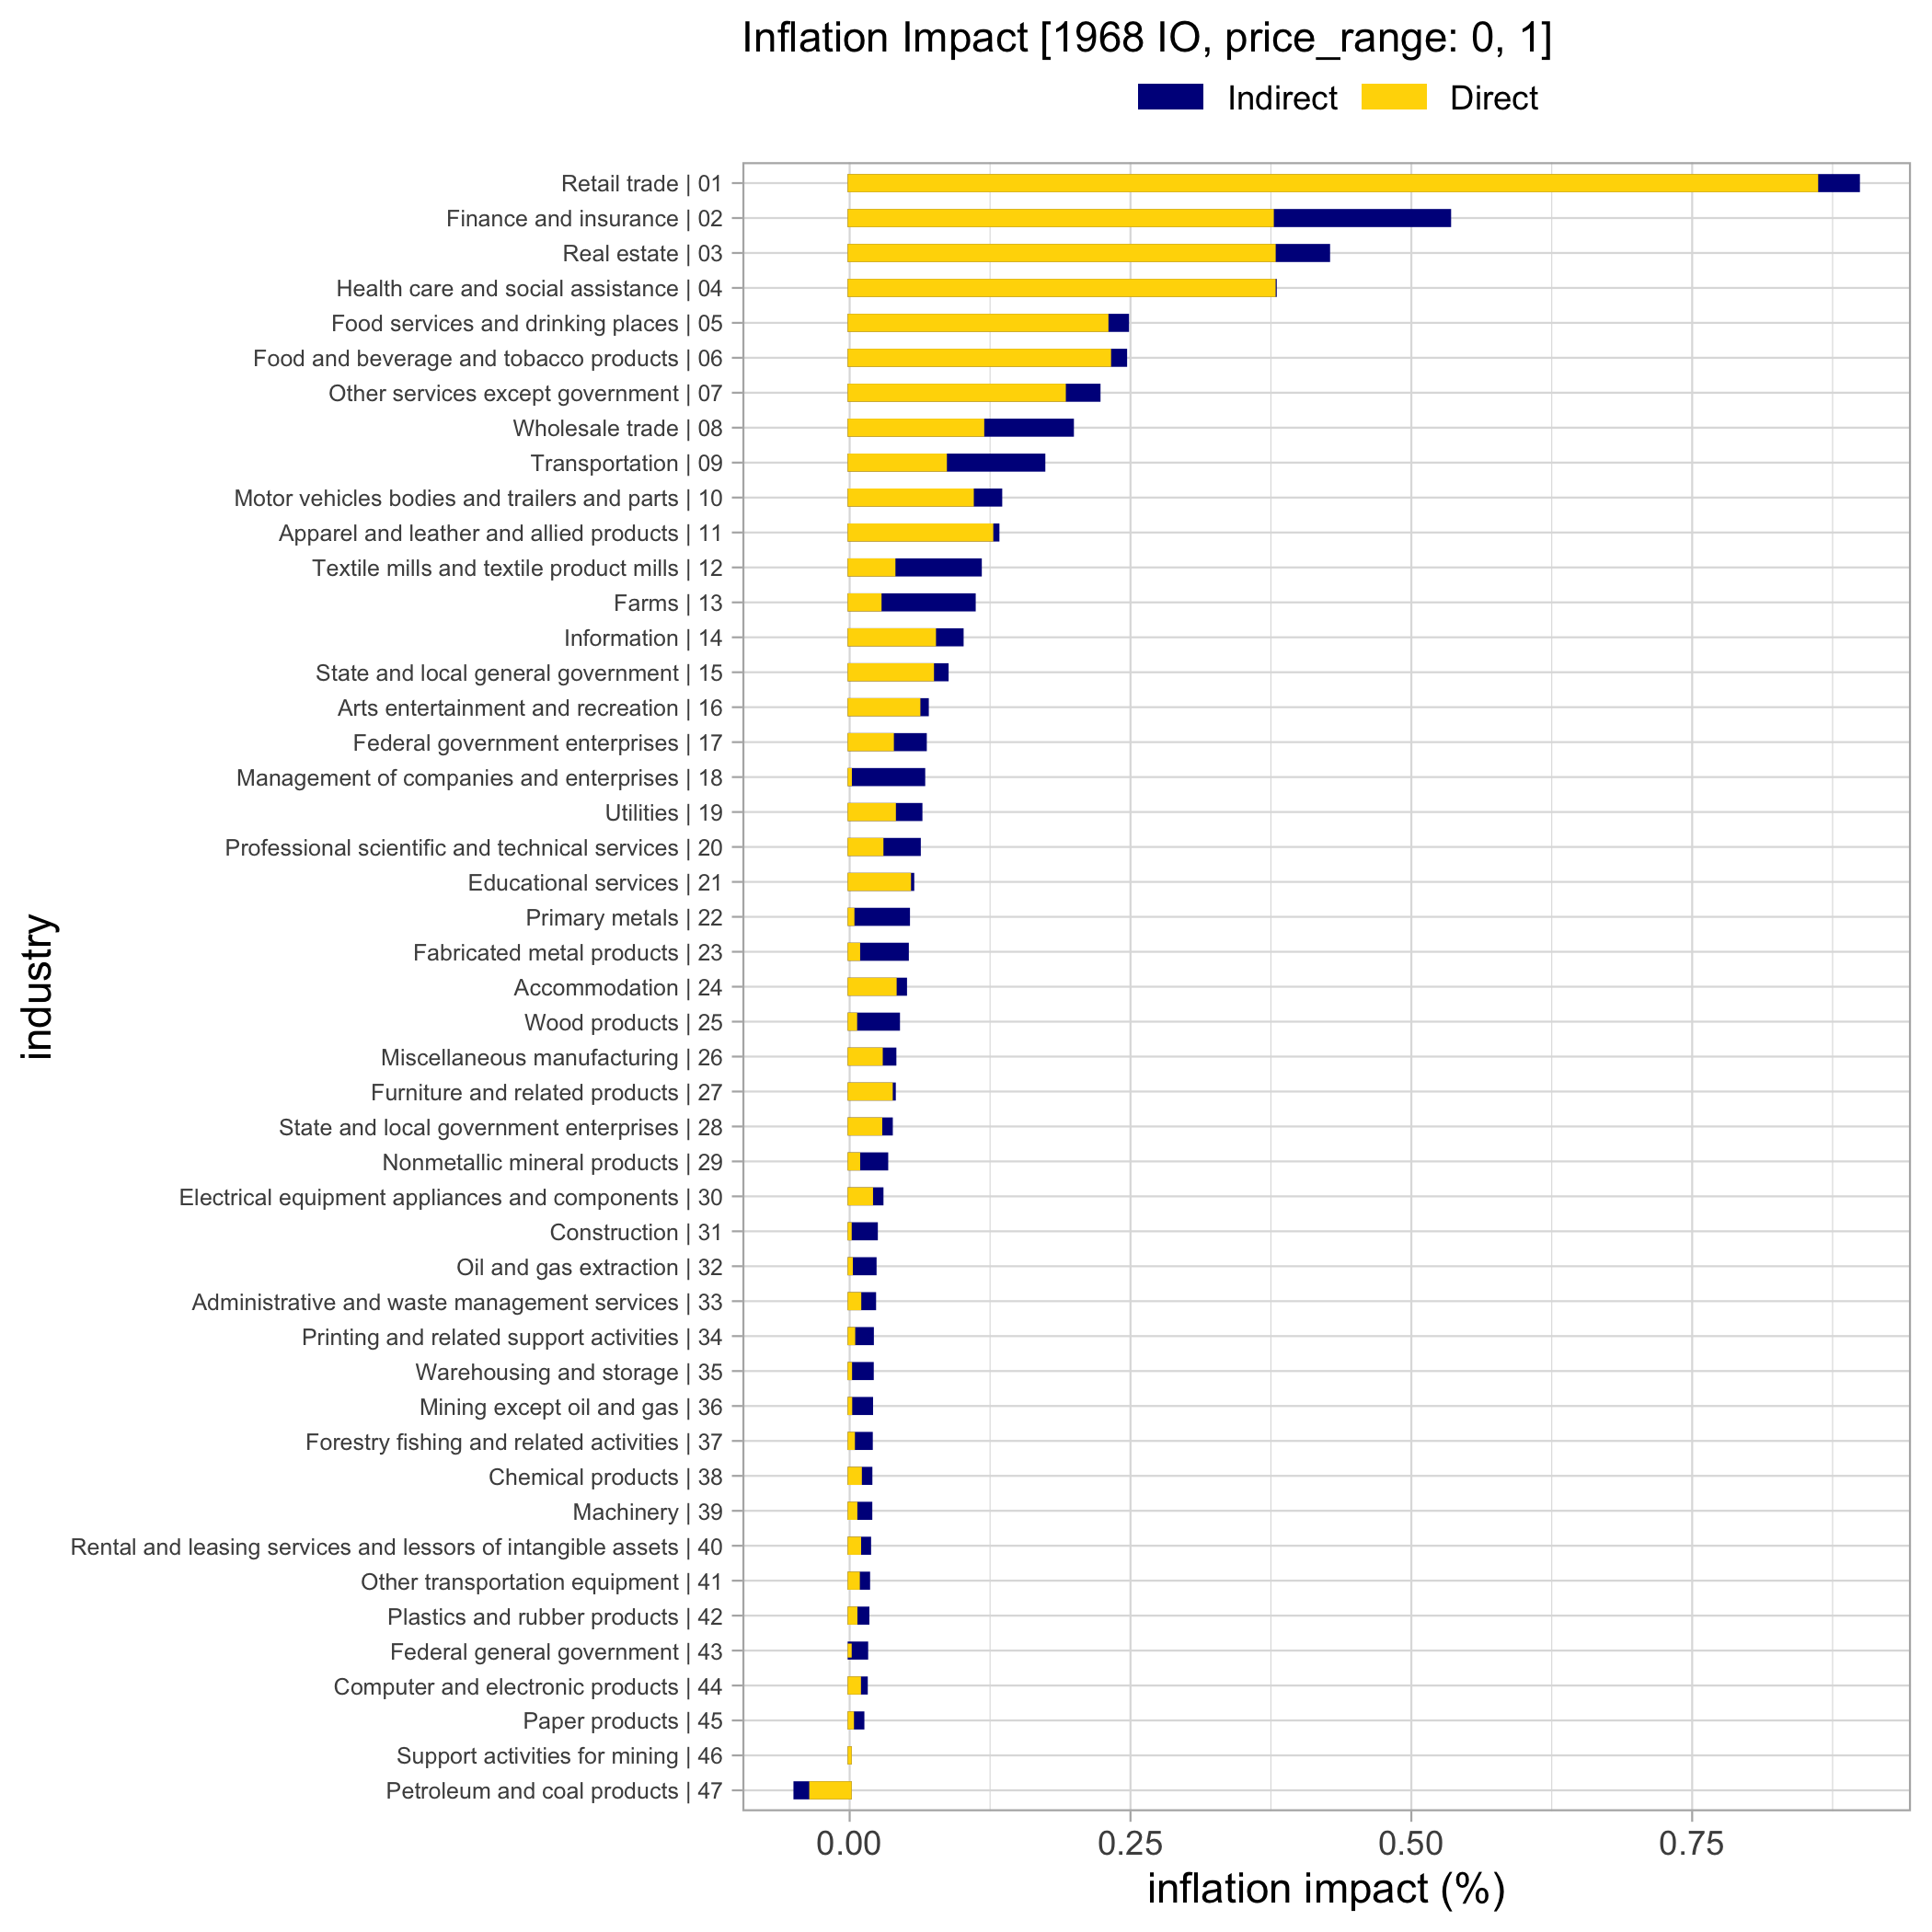 Inflation Impact [1968 IO, price_range: 0, 1]
Indirect Direct
Retail trade | 01
Finance and insurance | 02
Real estate | 03
Health care and social assistance | 04
Food services and drinking places | 05
Food and beverage and tobacco products | 06
Other services except government | 07
Wholesale trade | 08
Transportation | 09
Motor vehicles bodies and trailers and parts | 10
Apparel and leather and allied products | 11
Textile mills and textile product mills | 12
Farms | 13
Information | 14
State and local general government | 15
Arts entertainment and recreation | 16
Federal government enterprises | 17
Management of companies and enterprises | 18
Utilities | 19
Professional scientific and technical services | 20
Educational services | 21
Primary metals | 22
Fabricated metal products | 23
Accommodation | 24
Wood products | 25
Miscellaneous manufacturing | 26
Furniture and related products | 27
State and local government enterprises | 28
Nonmetallic mineral products | 29
Electrical equipment appliances and components | 30
Construction | 31
Oil and gas extraction | 32
Administrative and waste management services | 33
Printing and related support activities | 34
Warehousing and storage | 35
Mining except oil and gas | 36
Forestry fishing and related activities | 37
Chemical products | 38
Machinery | 39
Rental and leasing services and lessors of intangible assets | 40
Other transportation equipment | 41
Plastics and rubber products | 42
Federal general government | 43
Computer and electronic products | 44
Paper products | 45
Support activities for mining | 46
Petroleum and coal products | 47
industry
0.00 0.25 0.50 0.75
inflation impact (%)